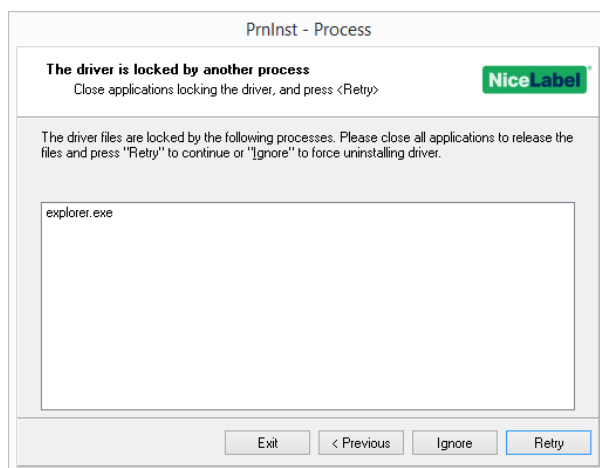 PrnInst - Process
The driver is locked by another process
Close applications locking the driver, and press <Retry>
NiceLabel
The driver files are locked by the following processes. Please close all applications to release the
files and press "Retry" to continue or "Ignore" to force uninstalling driver.
explorer.exe
Exit
< Previous
Ignore
Retry